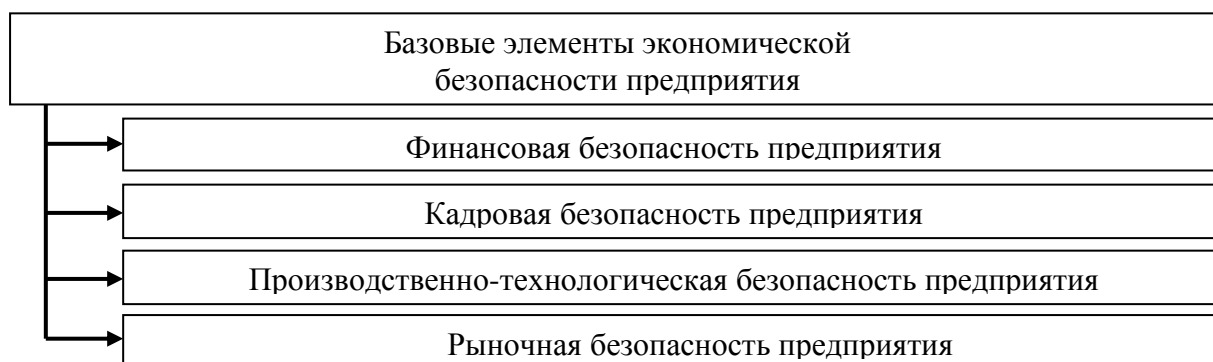 Базовые элементы экономической
безопасности предприятия
Финансовая безопасность предприятия
Кадровая безопасность предприятия
Производственно-технологическая безопасность предприятия
Рыночная безопасность предприятия